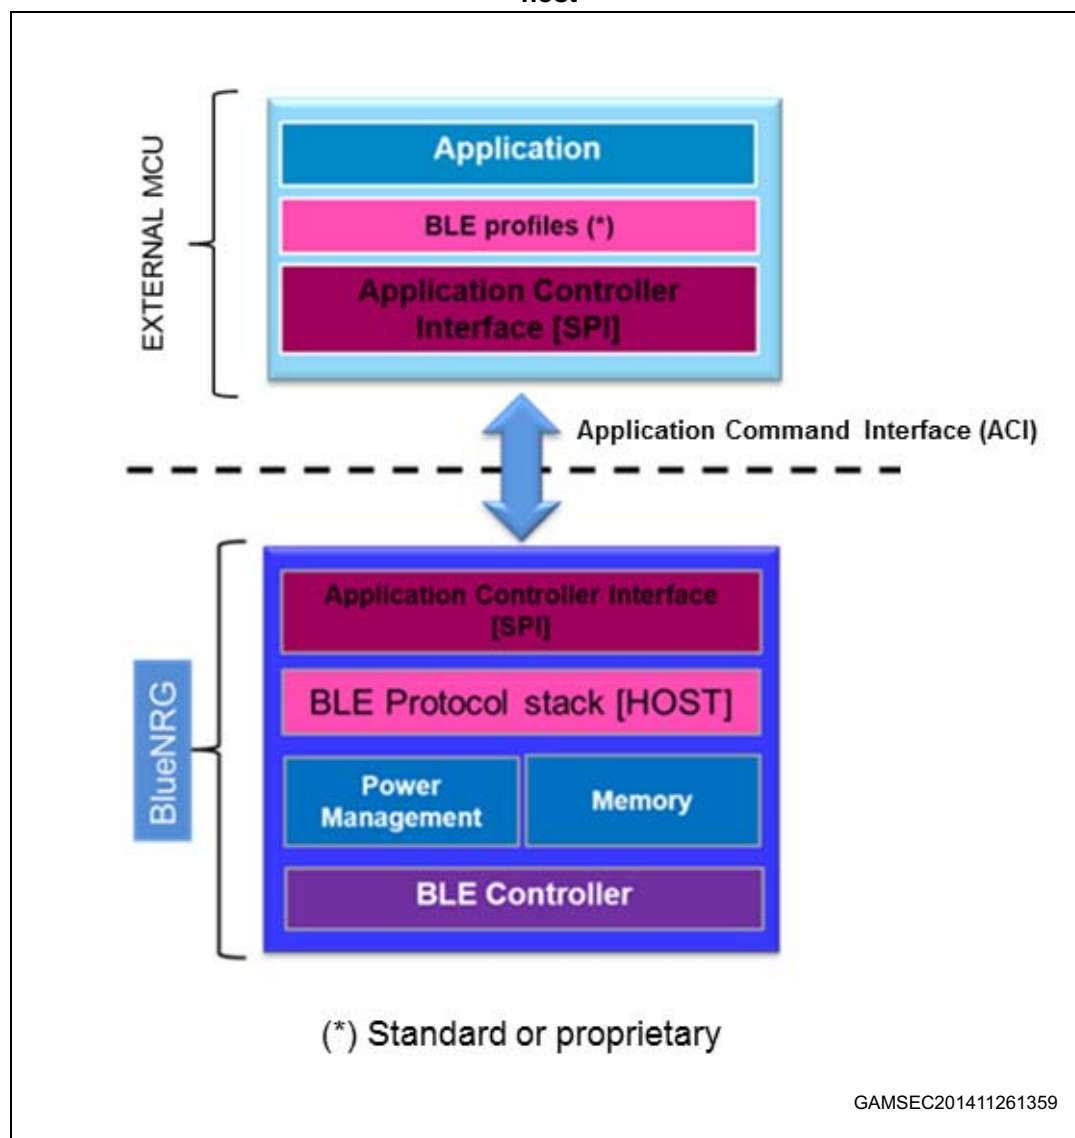 Application
BLE profiles (*)
Application Controller
Interface [SPI]
EXTERNAL MCU
Application Command Interface (ACI)
Application Controller Interface
[SPI]
BLE Protocol stack [HOST]
Power
Management
Memory
BLE Controller
BlueNRG
(*) Standard or proprietary
GAMSEC201411261359